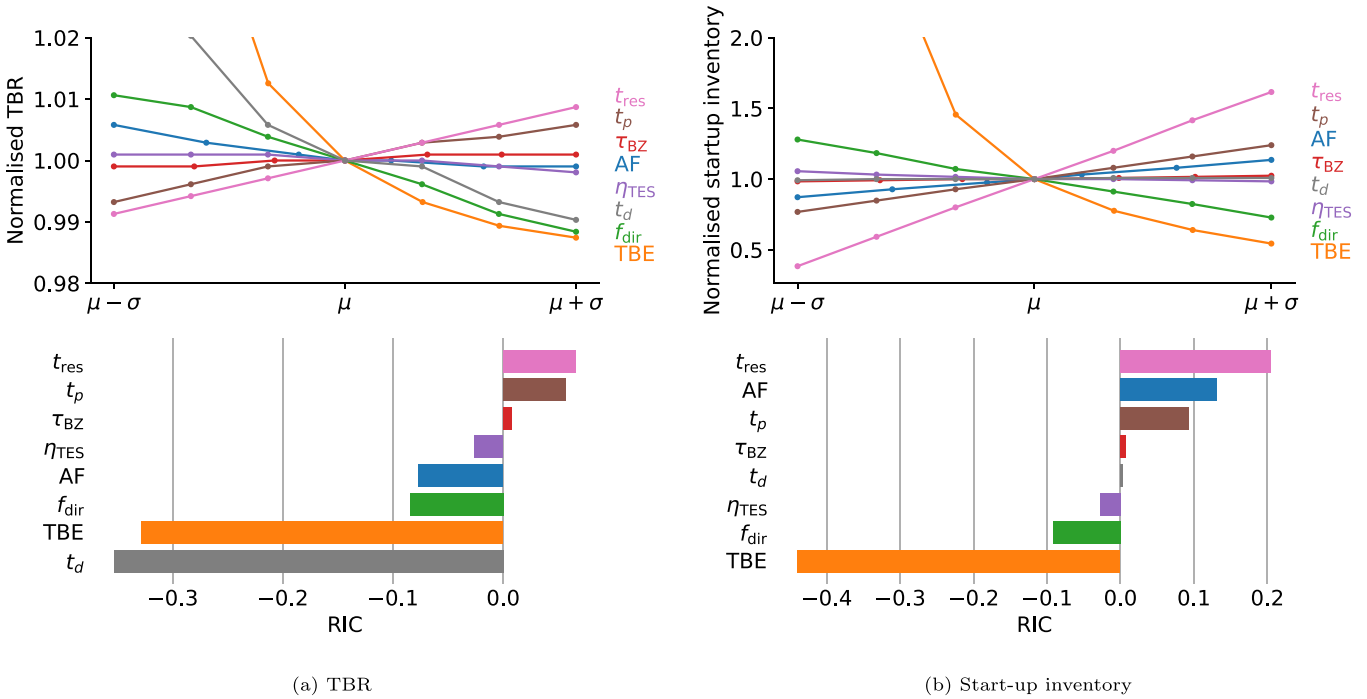 Normalised TBR
1.02
1.01
1.00
0.99
0.98
μ − σ
μ
μ + σ
t_res
t_p
τ_BZ
AF
η_TES
t_d
f_dir
TBE
Normalised startup inventory
2.0
1.5
1.0
0.5
μ − σ
μ
μ + σ
t_res
t_p
AF
τ_BZ
t_d
η_TES
f_dir
TBE
t_res
t_p
τ_BZ
η_TES
AF
f_dir
TBE
t_d
−0.3
−0.2
−0.1
0.0
RIC
t_res
AF
t_p
τ_BZ
t_d
η_TES
f_dir
TBE
−0.4
−0.3
−0.2
−0.1
0.0
0.1
0.2
RIC
(a) TBR
(b) Start-up inventory